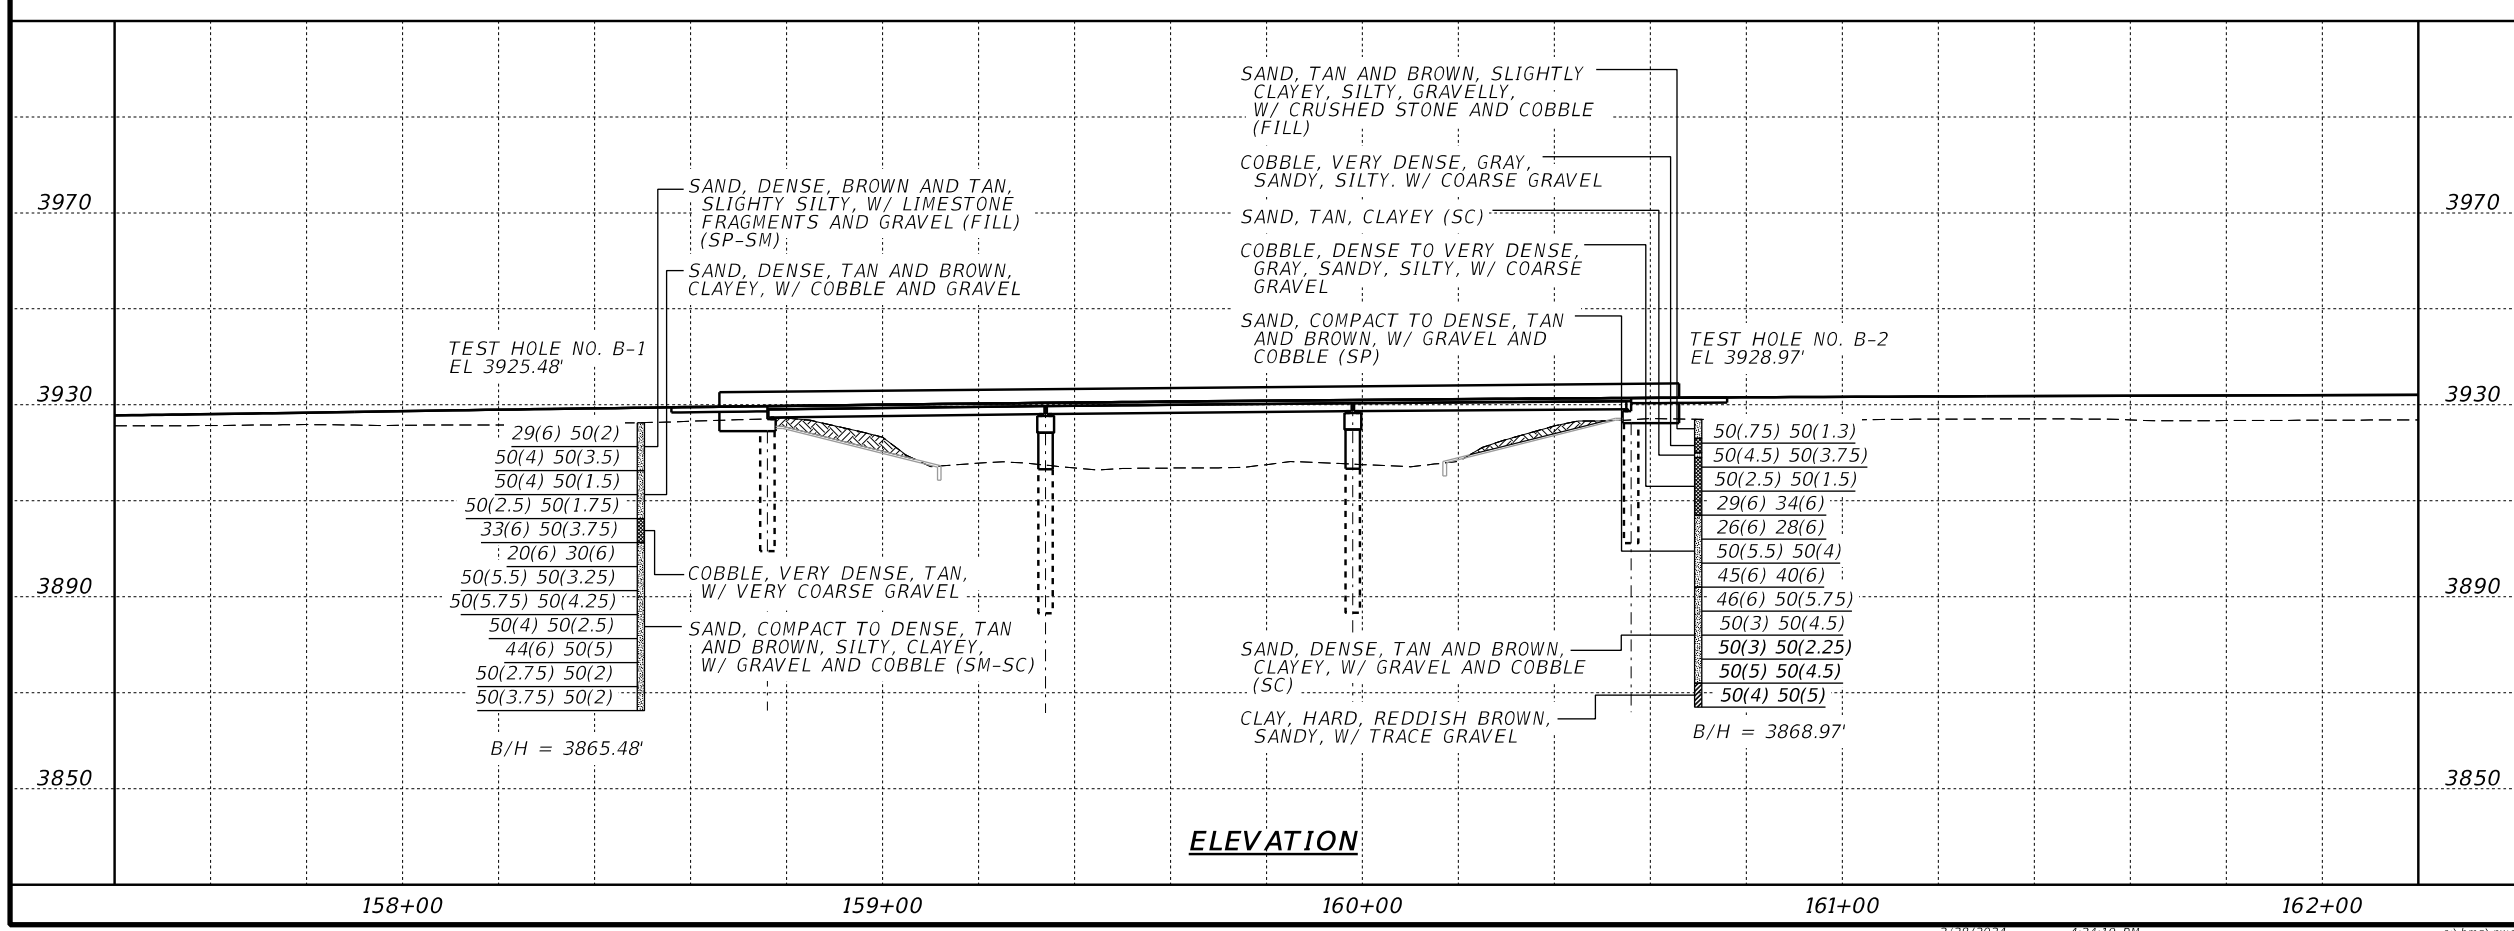 SAND, TAN AND BROWN, SLIGHTLY
CLAYEY, SILTY, GRAVELLY,
W/ CRUSHED STONE AND COBBLE
(FILL)
COBBLE, VERY DENSE, GRAY,
SANDY, SILTY. W/ COARSE GRAVEL
SAND, TAN, CLAYEY (SC)
COBBLE, DENSE TO VERY DENSE,
GRAY, SANDY, SILTY, W/ COARSE
GRAVEL
SAND, COMPACT TO DENSE, TAN
AND BROWN, W/ GRAVEL AND
COBBLE (SP)
SAND, DENSE, BROWN AND TAN,
SLIGHTY SILTY, W/ LIMESTONE
FRAGMENTS AND GRAVEL (FILL)
(SP-SM)
SAND, DENSE, TAN AND BROWN,
CLAYEY, W/ COBBLE AND GRAVEL
3970
3930
3890
3850
3970
3930
3890
3850
TEST HOLE NO. B-1
EL 3925.48'
29(6) 50(2)
50(4) 50(3.5)
50(4) 50(1.5)
50(2.5) 50(1.75)
33(6) 50(3.75)
20(6) 30(6)
50(5.5) 50(3.25)
50(5.75) 50(4.25)
50(4) 50(2.5)
44(6) 50(5)
50(2.75) 50(2)
50(3.75) 50(2)
B/H = 3865.48'
COBBLE, VERY DENSE, TAN,
W/ VERY COARSE GRAVEL
SAND, COMPACT TO DENSE, TAN
AND BROWN, SILTY, CLAYEY,
W/ GRAVEL AND COBBLE (SM-SC)
TEST HOLE NO. B-2
EL 3928.97'
50(.75) 50(1.3)
50(4.5) 50(3.75)
50(2.5) 50(1.5)
29(6) 34(6)
26(6) 28(6)
50(5.5) 50(4)
45(6) 40(6)
46(6) 50(5.75)
50(3) 50(4.5)
50(3) 50(2.25)
50(5) 50(4.5)
50(4) 50(5)
B/H = 3868.97'
SAND, DENSE, TAN AND BROWN,
CLAYEY, W/ GRAVEL AND COBBLE
(SC)
CLAY, HARD, REDDISH BROWN,
SANDY, W/ TRACE GRAVEL
ELEVATION
158+00
159+00
160+00
161+00
162+00